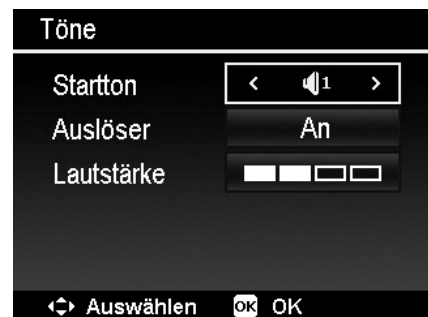 Töne
Startton < 1 >
Auslöser An
Lautstärke
Auswählen OK OK